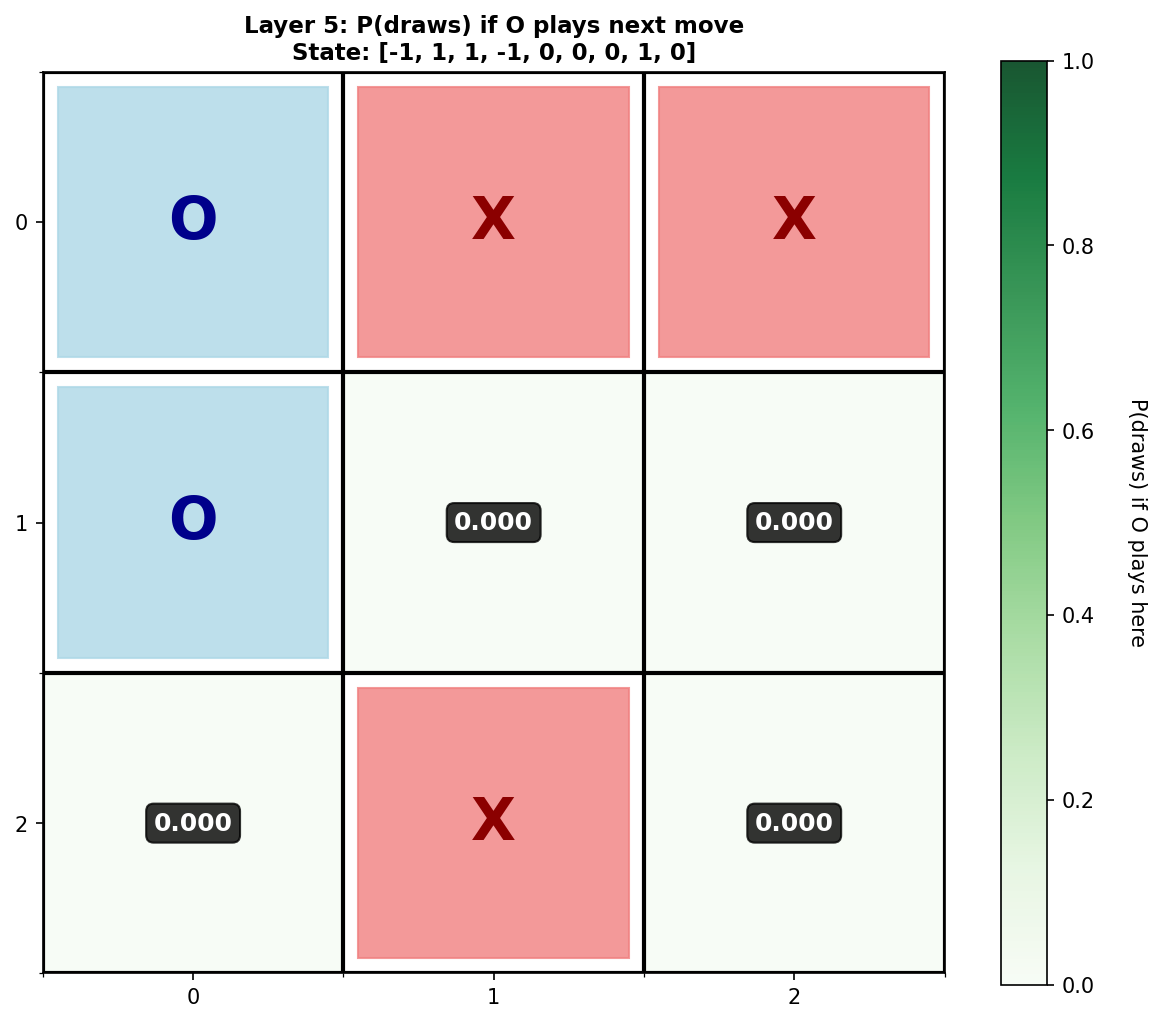 Layer 5: P(draws) if O plays next move
State: [-1, 1, 1, -1, 0, 0, 0, 1, 0]
0
O
X
X
1
O
0.000
0.000
2
0.000
X
0.000
0
1
2
1.0
0.8
0.6
0.4
0.2
0.0
P(draws) if O plays here